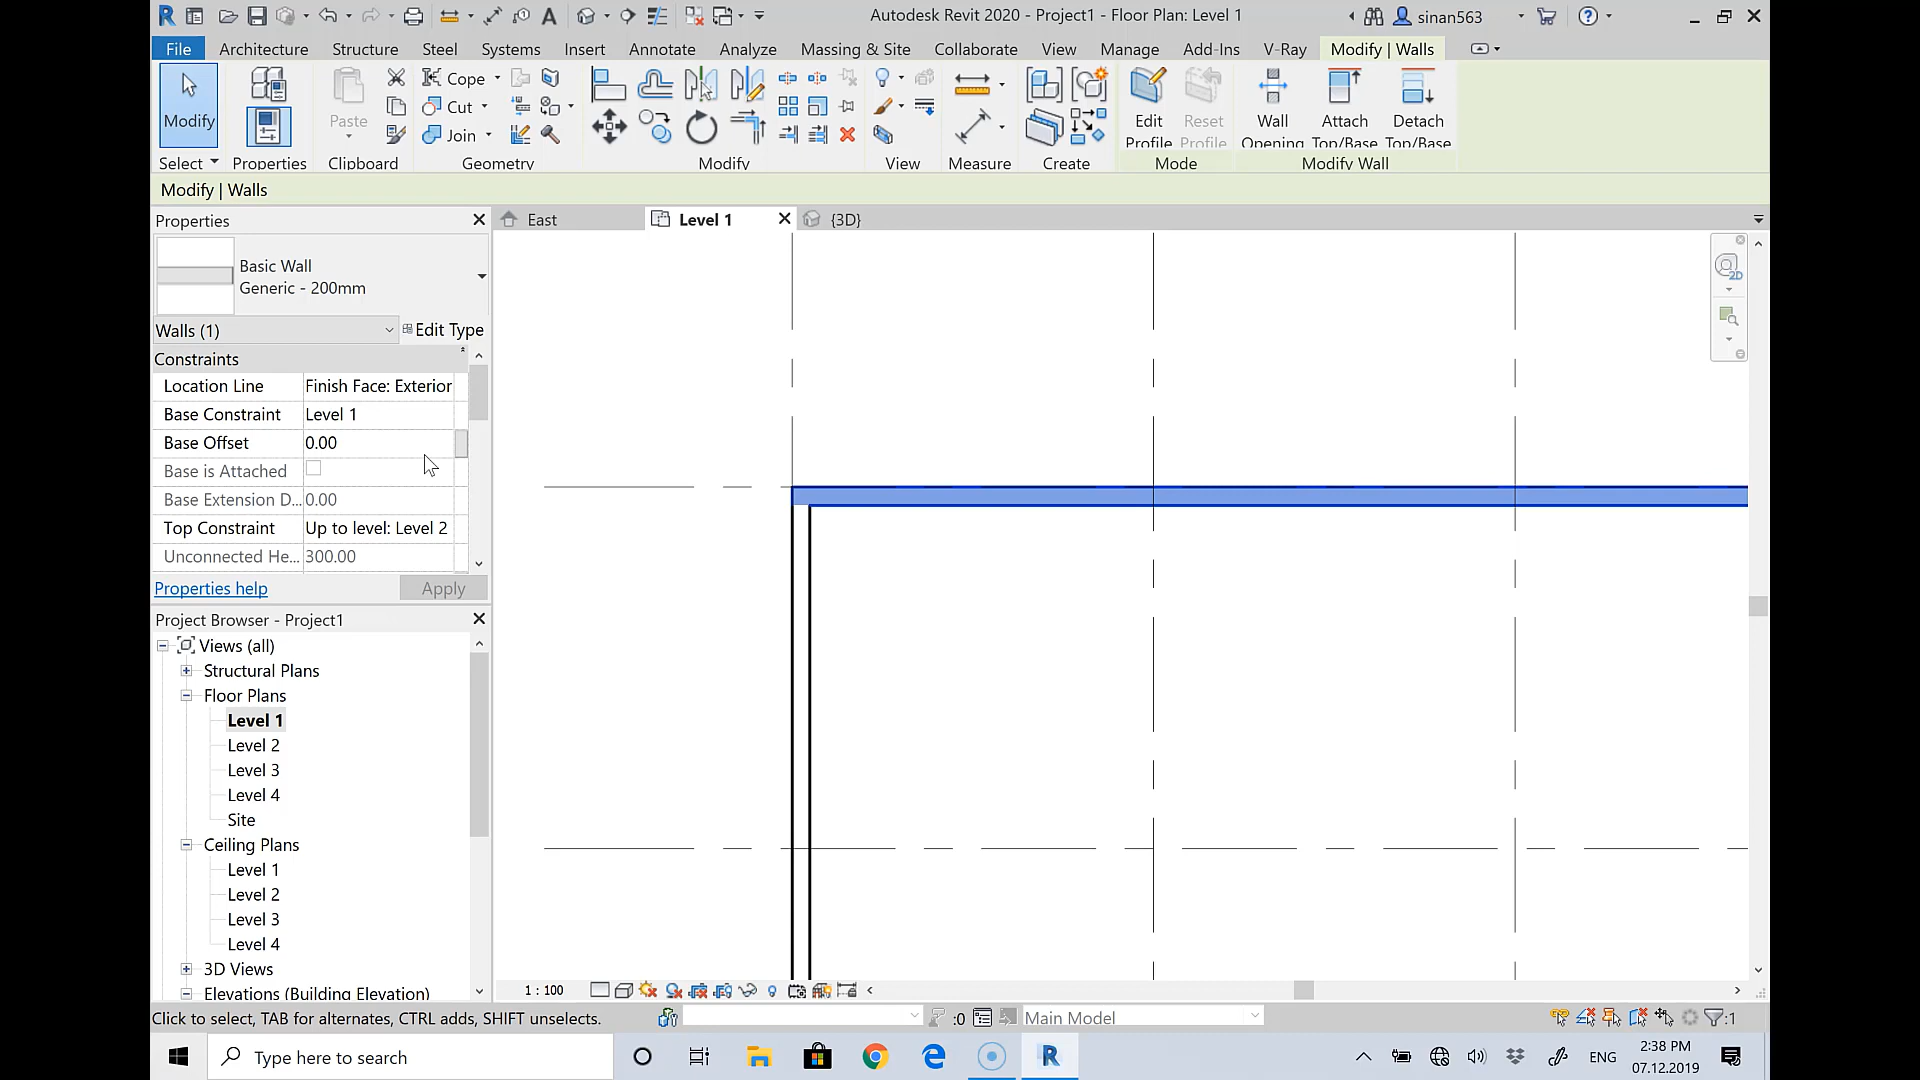 Autodesk Revit 2020 - Project1 - Floor Plan: Level 1
sinan563
File
Architecture
Structure
Steel
Systems
Insert
Annotate
Analyze
Massing & Site
Collaborate
View
Manage
Add-Ins
V-Ray
Modify | Walls
Modify
Paste
Cope
Cut
Join
Edit
Profile
Reset
Profile
Wall
Opening
Attach
Top/Base
Detach
Top/Base
Select
Properties
Clipboard
Geometry
Modify
View
Measure
Create
Mode
Modify Wall
Modify | Walls
Properties
East
Level 1
{3D}
Basic Wall
Generic - 200mm
Walls (1)
Edit Type
Constraints
Location Line Finish Face: Exterior
Base Constraint Level 1
Base Offset 0.00
Base is Attached
Base Extension D... 0.00
Top Constraint Up to level: Level 2
Unconnected He... 300.00
Properties help
Apply
Project Browser - Project1
Views (all)
Structural Plans
Floor Plans
Level 1
Level 2
Level 3
Level 4
Site
Ceiling Plans
Level 1
Level 2
Level 3
Level 4
3D Views
Elevations (Building Elevation)
2D
1 : 100
Click to select, TAB for alternates, CTRL adds, SHIFT unselects.
:0
Main Model
:1
Type here to search
ENG
2:38 PM
07.12.2019